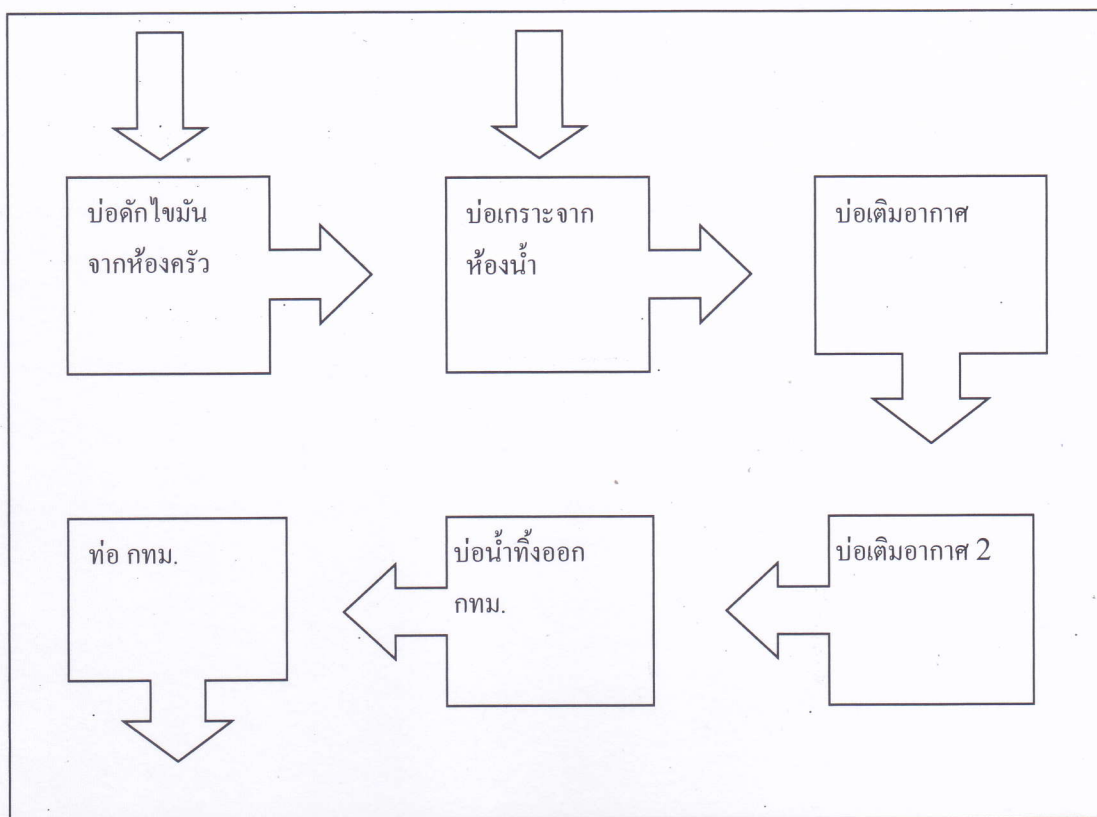 บ่อดักไขมัน
จากห้องครัว
บ่อเกราะจาก
ห้องน้ำ
บ่อเติมอากาศ
ท่อ กทม.
บ่อน้ำทิ้งออก
กทม.
บ่อเติมอากาศ 2